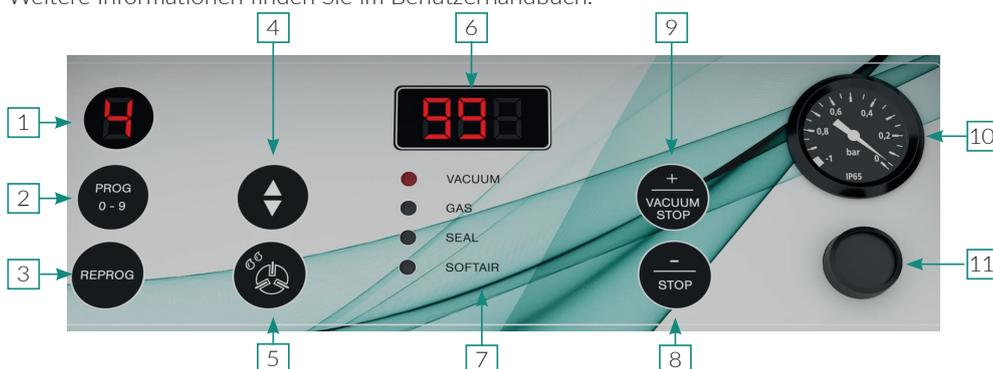 Weitere Informationen finden Sie im Benutzerhandbuch.
4 6 9
1 4 99
0,6 0,4
0,8 0,2
-1 bar 0
IP65
10
2 PROG
0 - 9
VACUUM
GAS
SEAL
SOFTAIR
+
VACUUM
STOP
3 REPROG
-
STOP
11
5 7 8